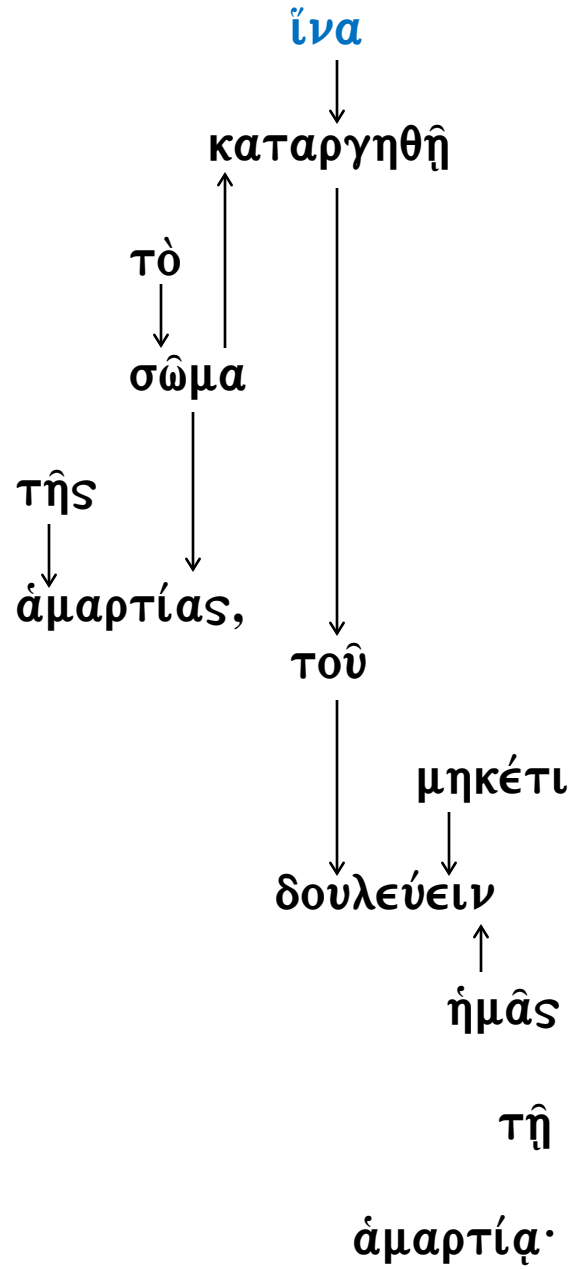 ἵνα
καταργηθῇ
τὸ
σῶμα
τῆς
ἁμαρτίας,
τοῦ
μηκέτι
δουλεύειν
ἡμᾶς
τῇ
ἁμαρτίᾳ·